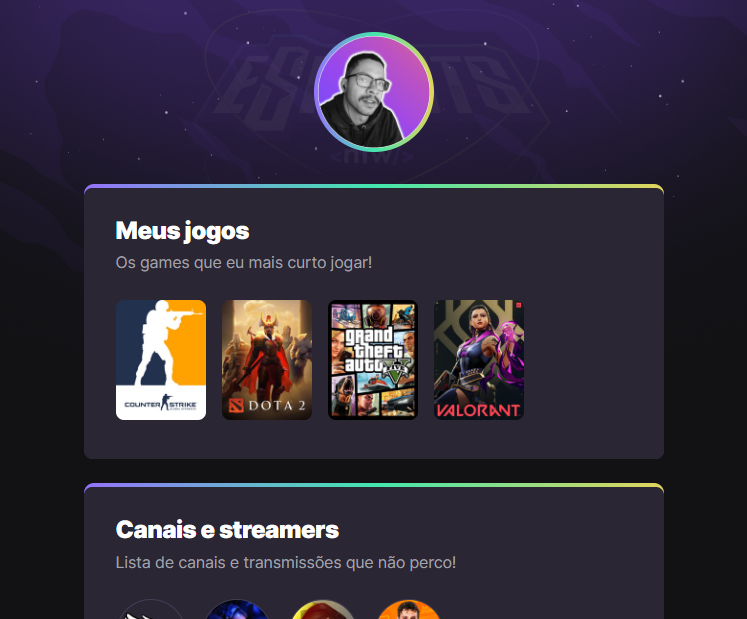 <nlw/>
Meus jogos
Os games que eu mais curto jogar!
COUNTER STRIKE
DOTA 2
grand
theft
auto
V
VALORANT
Canais e streamers
Lista de canais e transmissões que não perco!